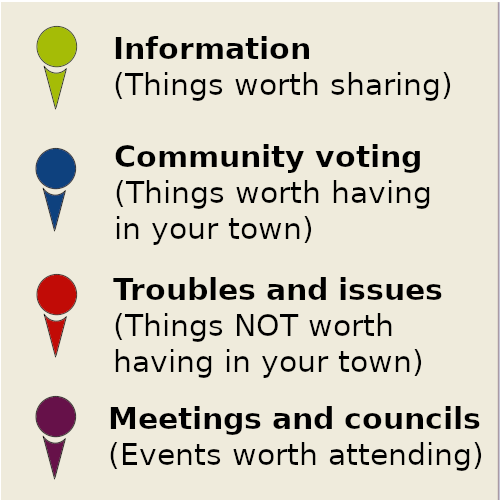 Information
(Things worth sharing)
Community voting
(Things worth having
in your town)
Troubles and issues
(Things NOT worth
having in your town)
Meetings and councils
(Events worth attending)